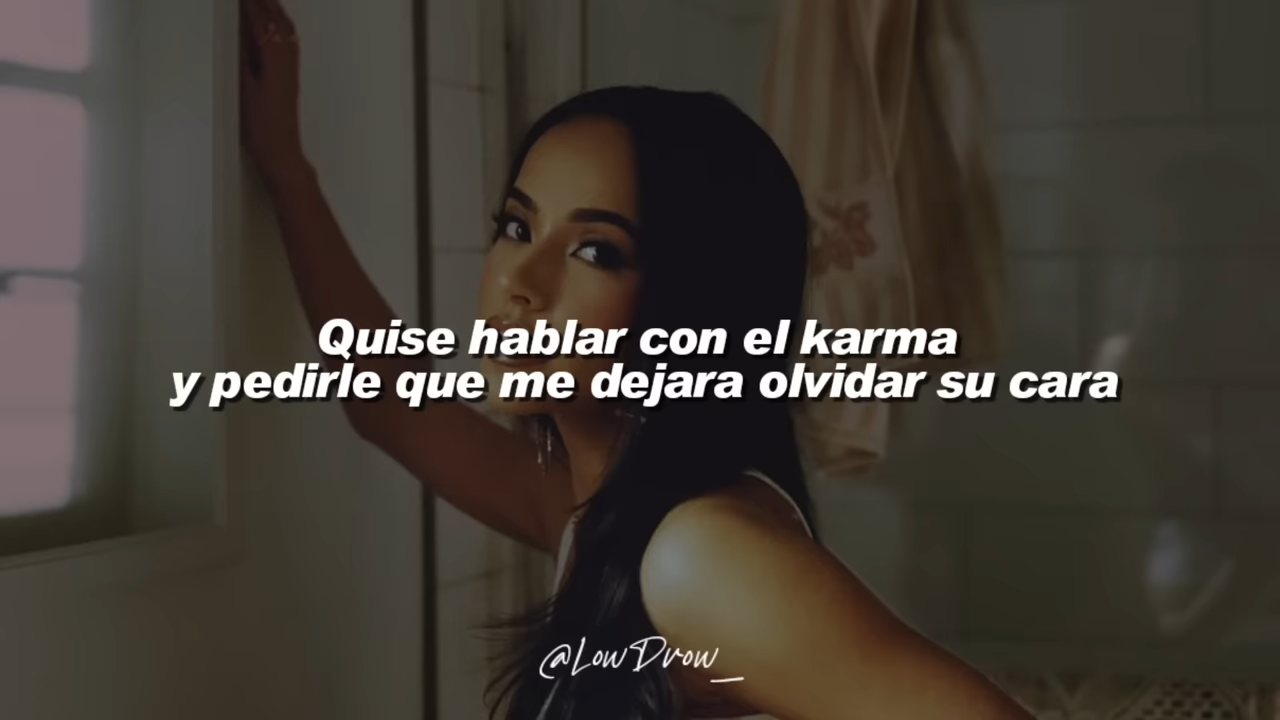 Quise hablar con el karma
y pedirle que me dejara olvidar su cara
@LowDrow_